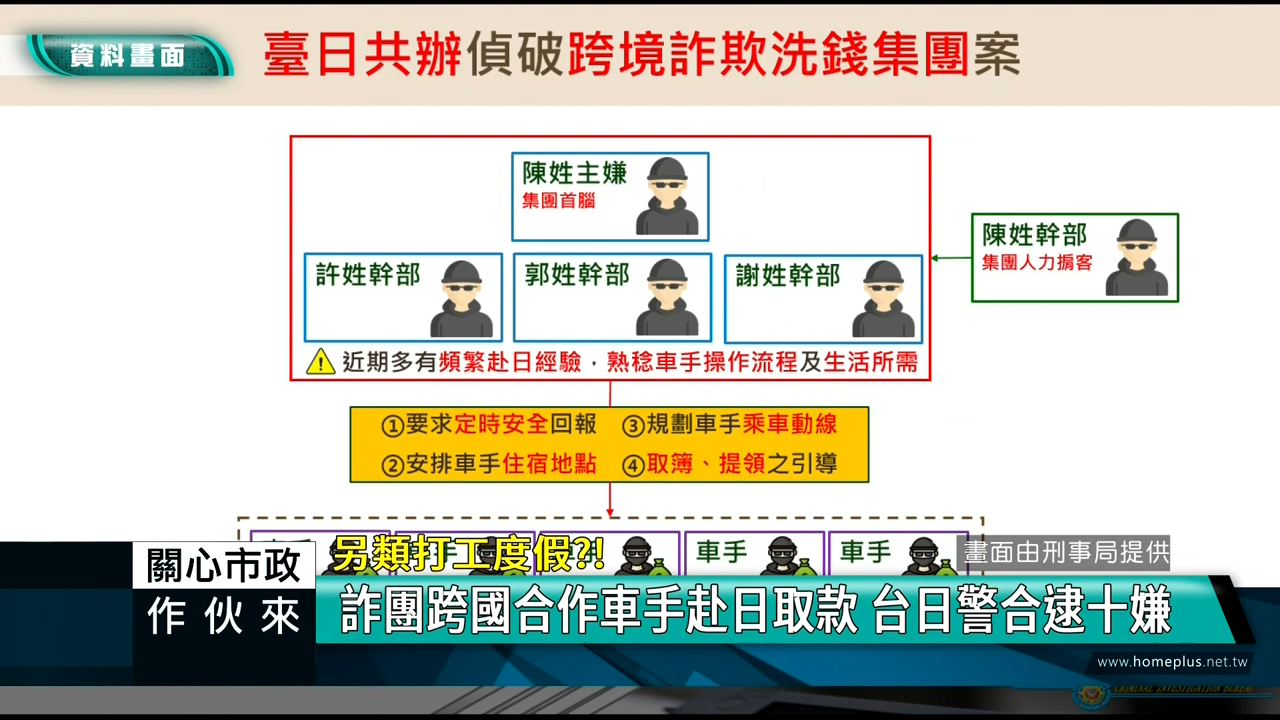 資料畫面
臺日共辦偵破跨境詐欺洗錢集團案
陳姓主嫌
集團首腦
陳姓幹部
集團人力掮客
許姓幹部
郭姓幹部
謝姓幹部
近期多有頻繁赴日經驗，熟稔車手操作流程及生活所需
①要求定時安全回報
③規劃車手乘車動線
②安排車手住宿地點
④取簿、提領之引導
車手
車手
另類打工度假?!
畫面由刑事局提供
關心市政
作伙來
詐團跨國合作車手赴日取款 台日警合逮十嫌
www.homeplus.net.tw
CRIMINAL INVESTIGATION BUREAU